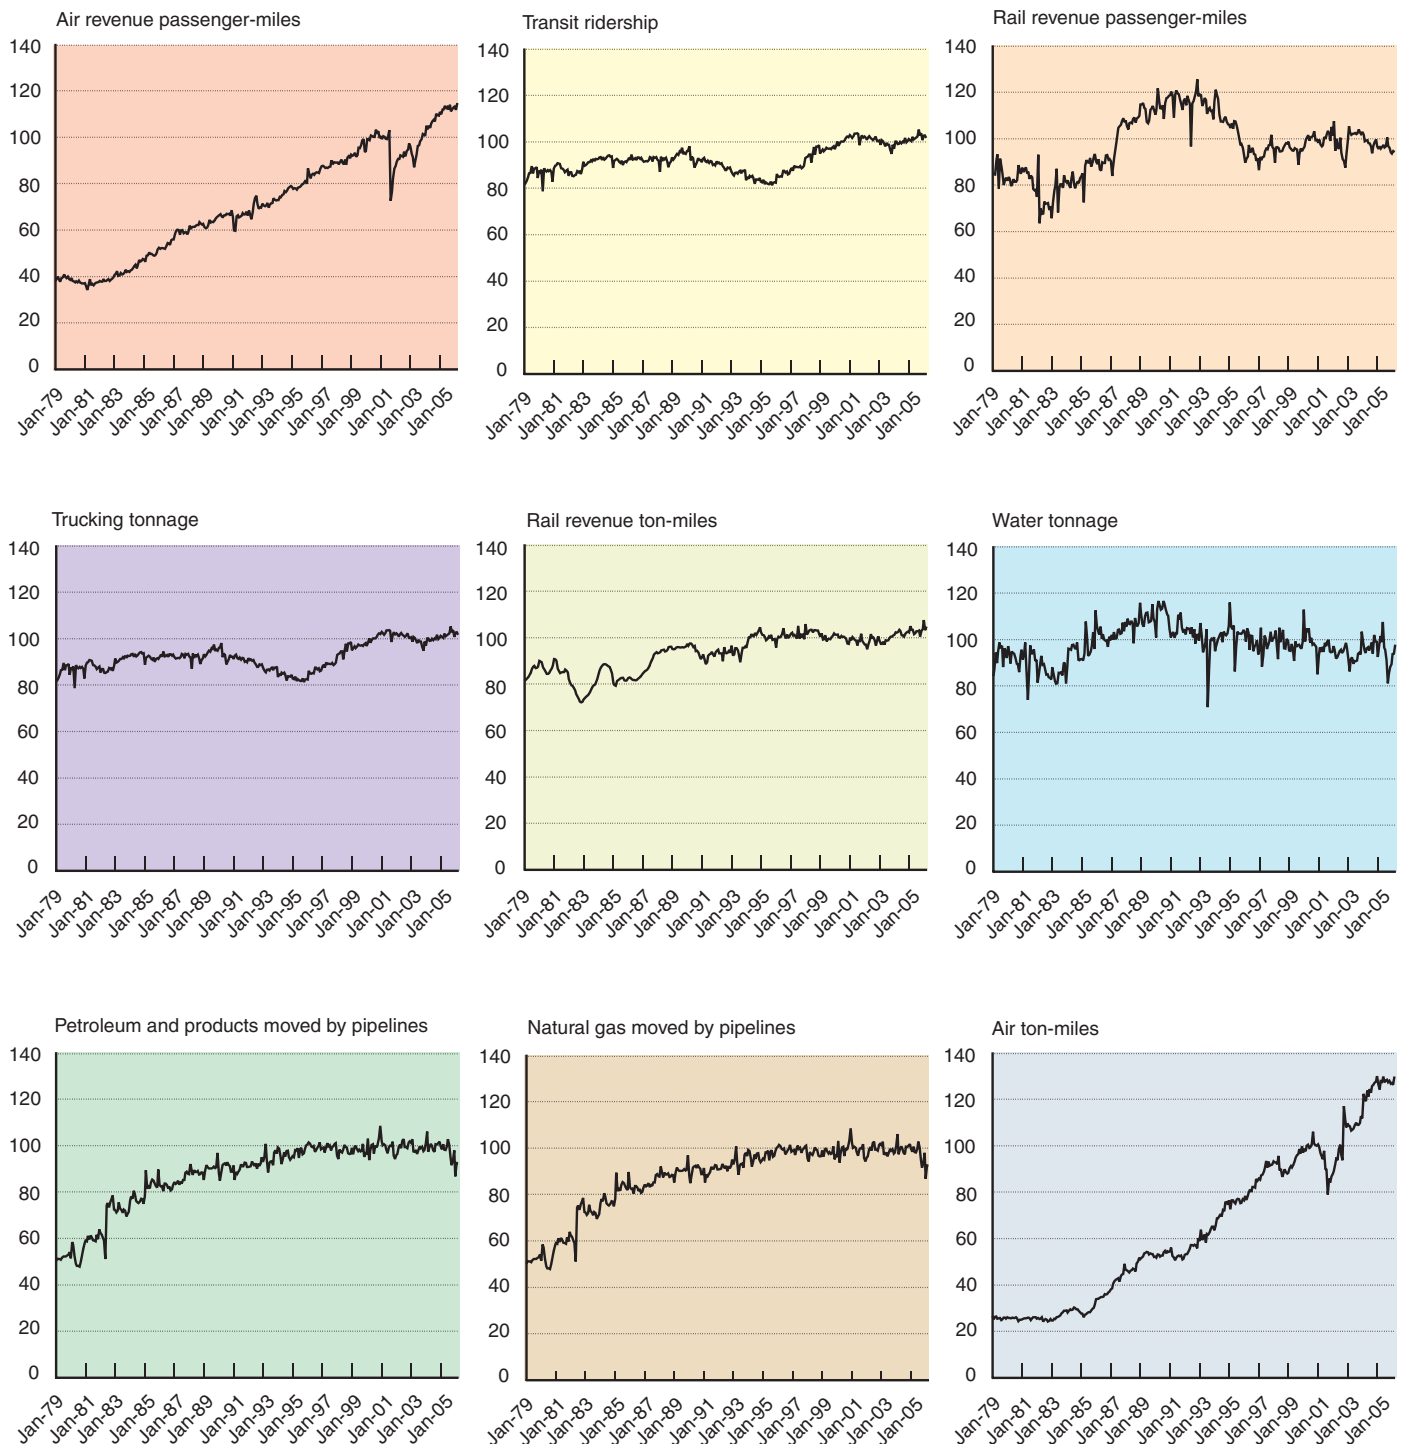 Air revenue passenger-miles
140
120
100
80
60
40
20
0
Jan-79
Jan-81
Jan-83
Jan-85
Jan-87
Jan-89
Jan-91
Jan-93
Jan-95
Jan-97
Jan-99
Jan-01
Jan-03
Jan-05
Transit ridership
140
120
100
80
60
40
20
0
Jan-79
Jan-81
Jan-83
Jan-85
Jan-87
Jan-89
Jan-91
Jan-93
Jan-95
Jan-97
Jan-99
Jan-01
Jan-03
Jan-05
Rail revenue passenger-miles
140
120
100
80
60
40
20
0
Jan-79
Jan-81
Jan-83
Jan-85
Jan-87
Jan-89
Jan-91
Jan-93
Jan-95
Jan-97
Jan-99
Jan-01
Jan-03
Jan-05
Trucking tonnage
140
120
100
80
60
40
20
0
Jan-79
Jan-81
Jan-83
Jan-85
Jan-87
Jan-89
Jan-91
Jan-93
Jan-95
Jan-97
Jan-99
Jan-01
Jan-03
Jan-05
Rail revenue ton-miles
140
120
100
80
60
40
20
0
Jan-79
Jan-81
Jan-83
Jan-85
Jan-87
Jan-89
Jan-91
Jan-93
Jan-95
Jan-97
Jan-99
Jan-01
Jan-03
Jan-05
Water tonnage
140
120
100
80
60
40
20
0
Jan-79
Jan-81
Jan-83
Jan-85
Jan-87
Jan-89
Jan-91
Jan-93
Jan-95
Jan-97
Jan-99
Jan-01
Jan-03
Jan-05
Petroleum and products moved by pipelines
140
120
100
80
60
40
20
0
Jan-79
Jan-81
Jan-83
Jan-85
Jan-87
Jan-89
Jan-91
Jan-93
Jan-95
Jan-97
Jan-99
Jan-01
Jan-03
Jan-05
Natural gas moved by pipelines
140
120
100
80
60
40
20
0
Jan-79
Jan-81
Jan-83
Jan-85
Jan-87
Jan-89
Jan-91
Jan-93
Jan-95
Jan-97
Jan-99
Jan-01
Jan-03
Jan-05
Air ton-miles
140
120
100
80
60
40
20
0
Jan-79
Jan-81
Jan-83
Jan-85
Jan-87
Jan-89
Jan-91
Jan-93
Jan-95
Jan-97
Jan-99
Jan-01
Jan-03
Jan-05